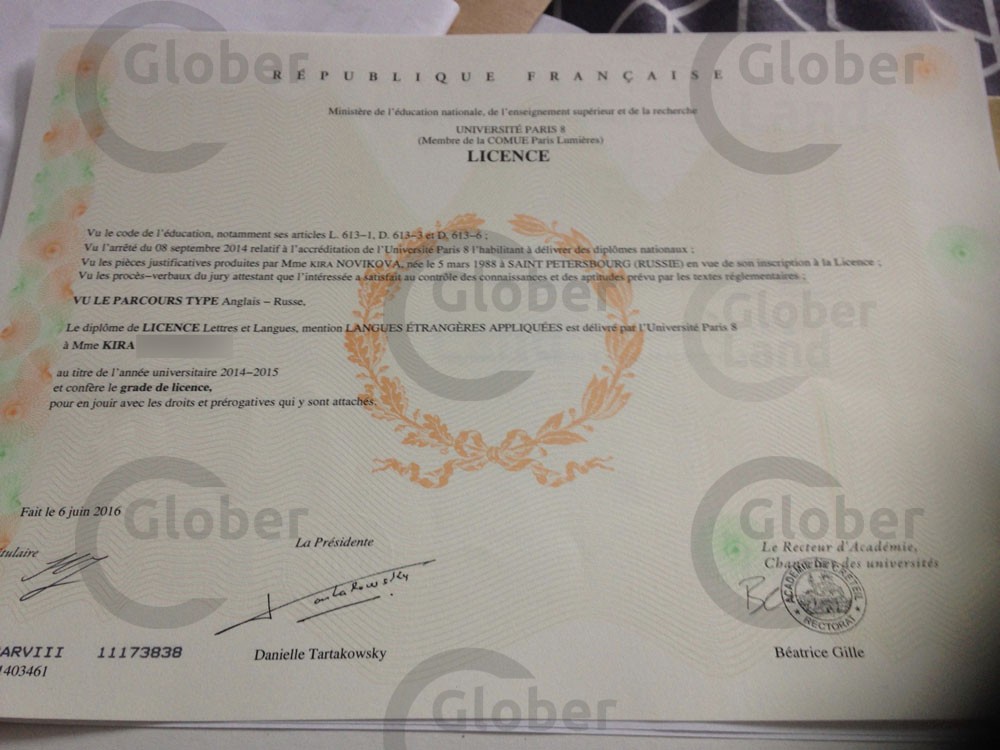 RÉPUBLIQUE FRANÇAISE
Ministère de l'éducation nationale, de l'enseignement supérieur et de la recherche
UNIVERSITÉ PARIS 8
(Membre de la COMUE Paris Lumières)
LICENCE
Vu le code de l'éducation, notamment ses articles L. 613–1, D. 613–3 et D. 613–6 ;
Vu l'arrêté du 08 septembre 2014 relatif à l'accréditation de l'Université Paris 8 l'habilitant à délivrer des diplômes nationaux ;
Vu les pièces justificatives produites par Mme KIRA NOVIKOVA, née le 5 mars 1988 à SAINT PETERSBOURG (RUSSIE) en vue de son inscription à la Licence ;
Vu les procès–verbaux du jury attestant que l'intéressée a satisfait au contrôle des connaissances et des aptitudes prévu par les textes réglementaires ;
VU LE PARCOURS TYPE Anglais – Russe,
Le diplôme de LICENCE Lettres et Langues, mention LANGUES ÉTRANGÈRES APPLIQUÉES est délivré par l'Université Paris 8
à Mme KIRA
au titre de l'année universitaire 2014–2015
et confère le grade de licence,
pour en jouir avec les droits et prérogatives qui y sont attachés.
Fait le 6 juin 2016
tulaire
La Présidente
Le Recteur d'Académie,
Chancelier des universités
Tartakowsky
ACADÉMIE CRÉTEIL
RECTORAT
Danielle Tartakowsky
Béatrice Gille
ARVIII 11173838
1403461
Glober
Glober
Glober
Glober
Land
Glober
Glober
Glober